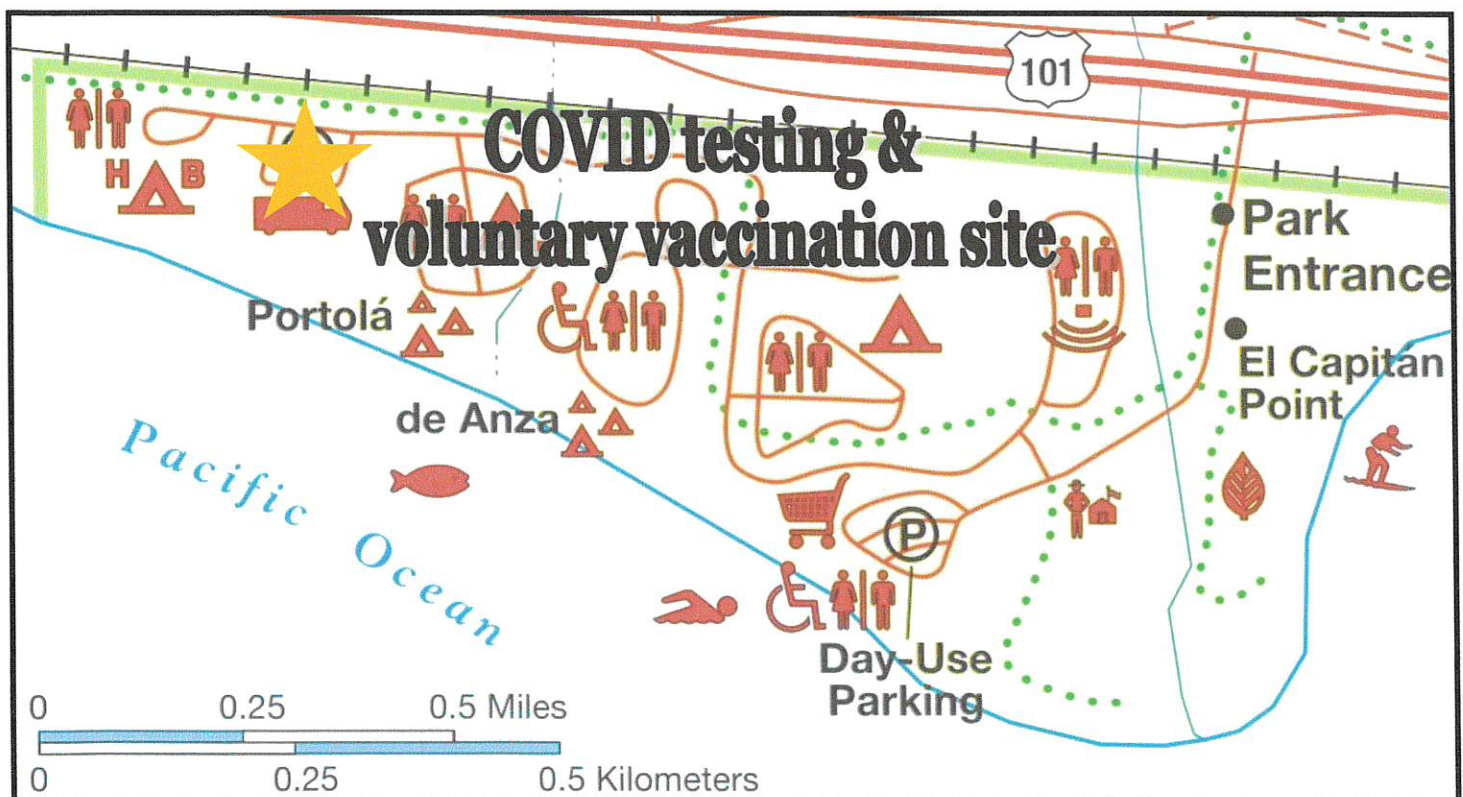 101
COVID testing &
voluntary vaccination site
H B
Park
Entrance
Portolá
El Capitán
Point
de Anza
Pacific Ocean
P
Day-Use
Parking
0 0.25 0.5 Miles
0 0.25 0.5 Kilometers